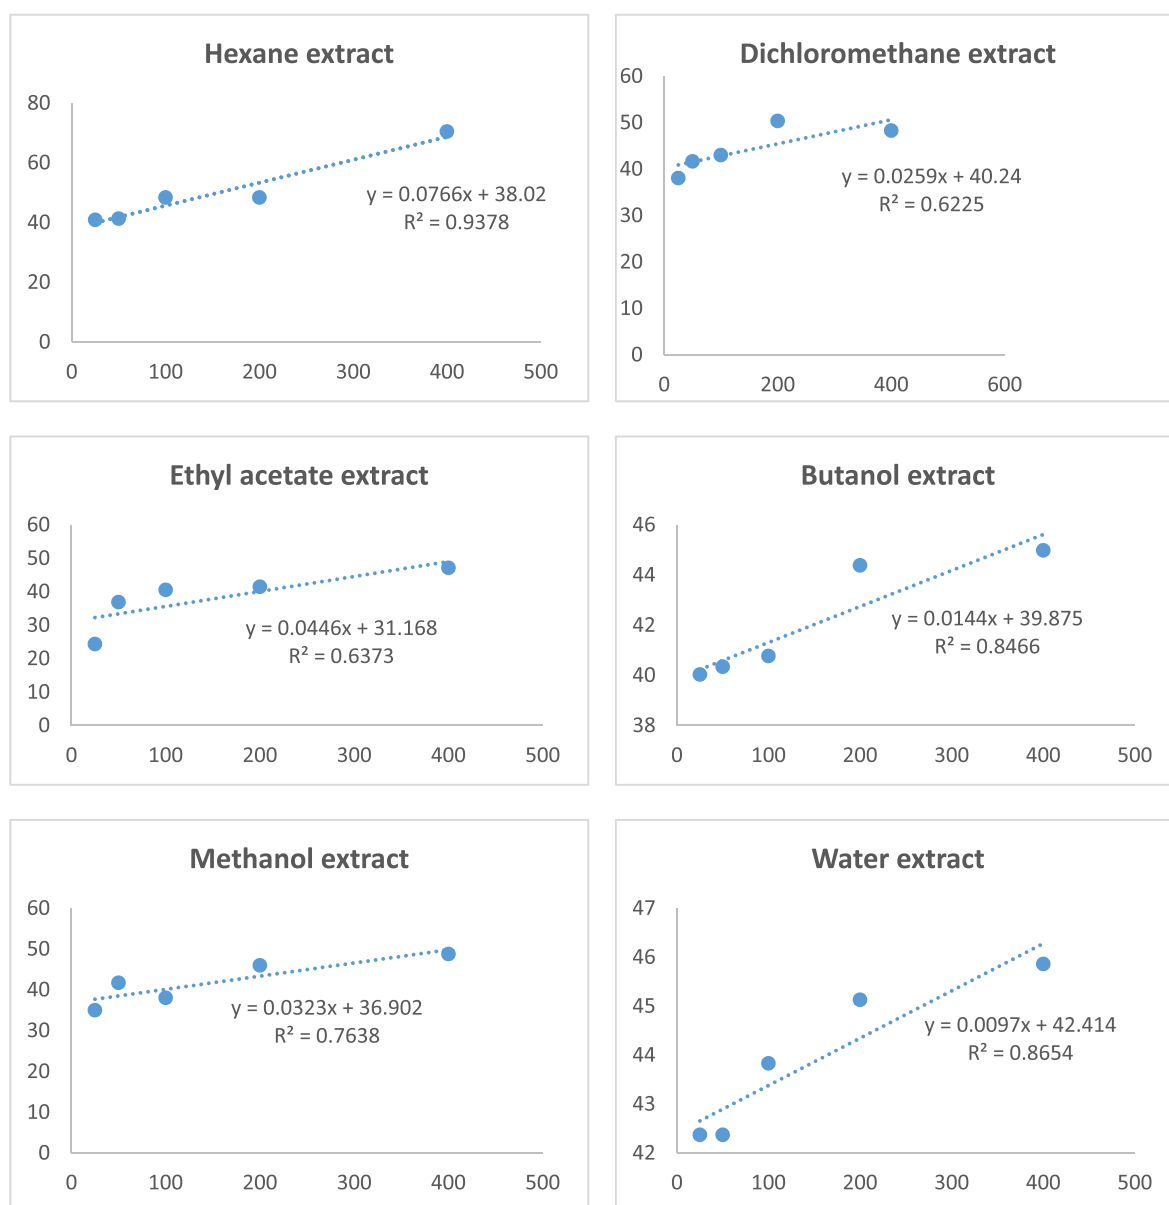 Hexane extract
80
60
40
20
0
0 100 200 300 400 500
y = 0.0766x + 38.02
R² = 0.9378
Dichloromethane extract
60
50
40
30
20
10
0
0 200 400 600
y = 0.0259x + 40.24
R² = 0.6225
Ethyl acetate extract
60
50
40
30
20
10
0
0 100 200 300 400 500
y = 0.0446x + 31.168
R² = 0.6373
Butanol extract
46
44
42
40
38
0 100 200 300 400 500
y = 0.0144x + 39.875
R² = 0.8466
Methanol extract
60
50
40
30
20
10
0
0 100 200 300 400 500
y = 0.0323x + 36.902
R² = 0.7638
Water extract
47
46
45
44
43
42
0 100 200 300 400 500
y = 0.0097x + 42.414
R² = 0.8654